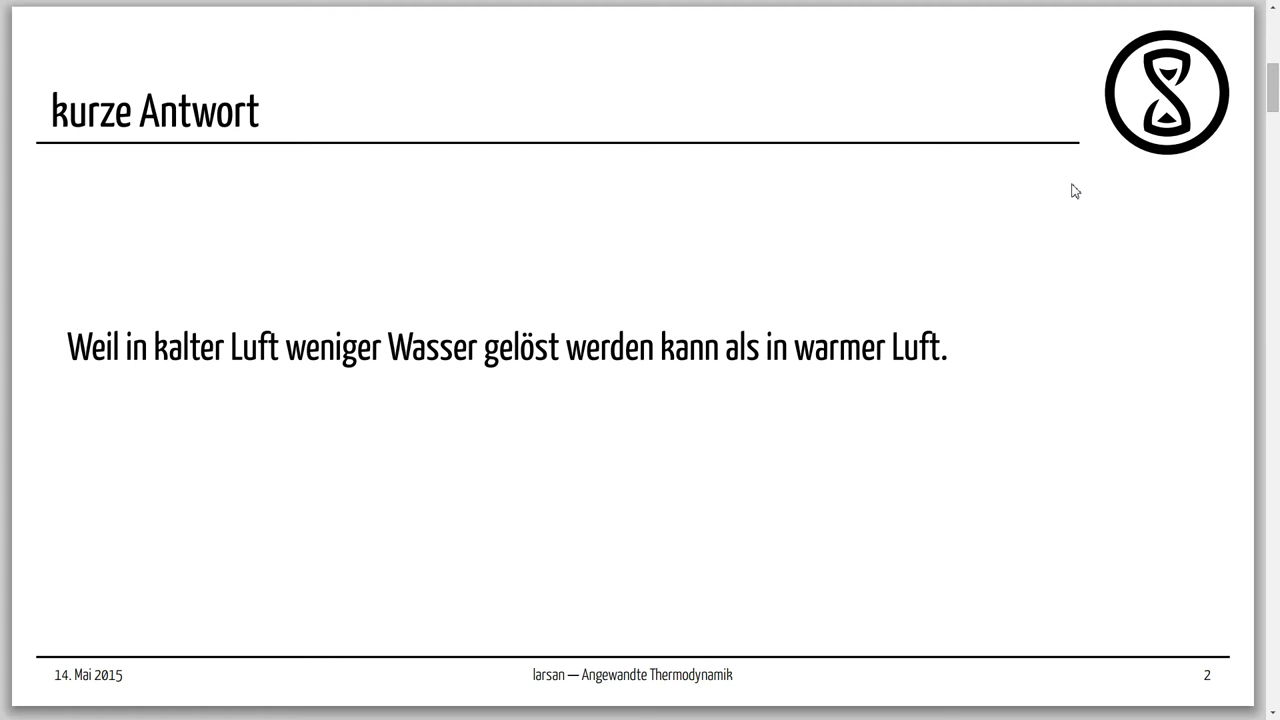 kurze Antwort
Weil in kalter Luft weniger Wasser gelöst werden kann als in warmer Luft.
14. Mai 2015
larsan — Angewandte Thermodynamik
2